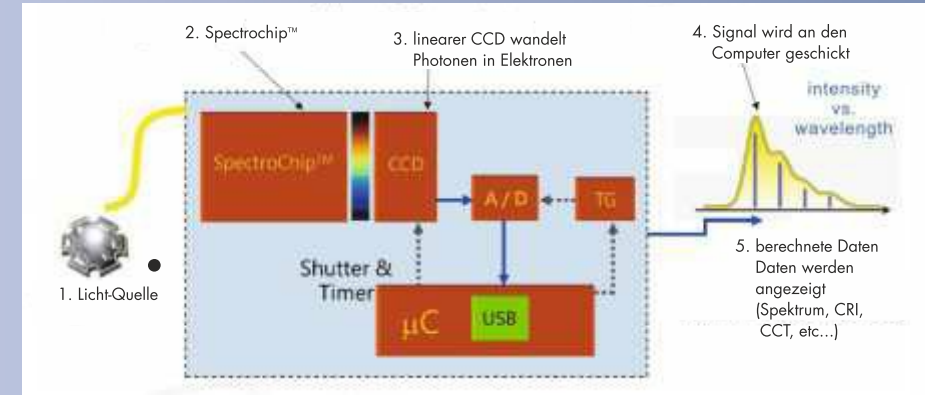 2. Spectrochip™
3. linearer CCD wandelt
Photonen in Elektronen
4. Signal wird an den
Computer geschickt
intensity
vs.
wavelength
SpectroChip™
CCD
A/D
TG
Shutter &
Timer
µC
USB
1. Licht-Quelle
5. berechnete Daten
Daten werden
angezeigt
(Spektrum, CRI,
CCT, etc...)